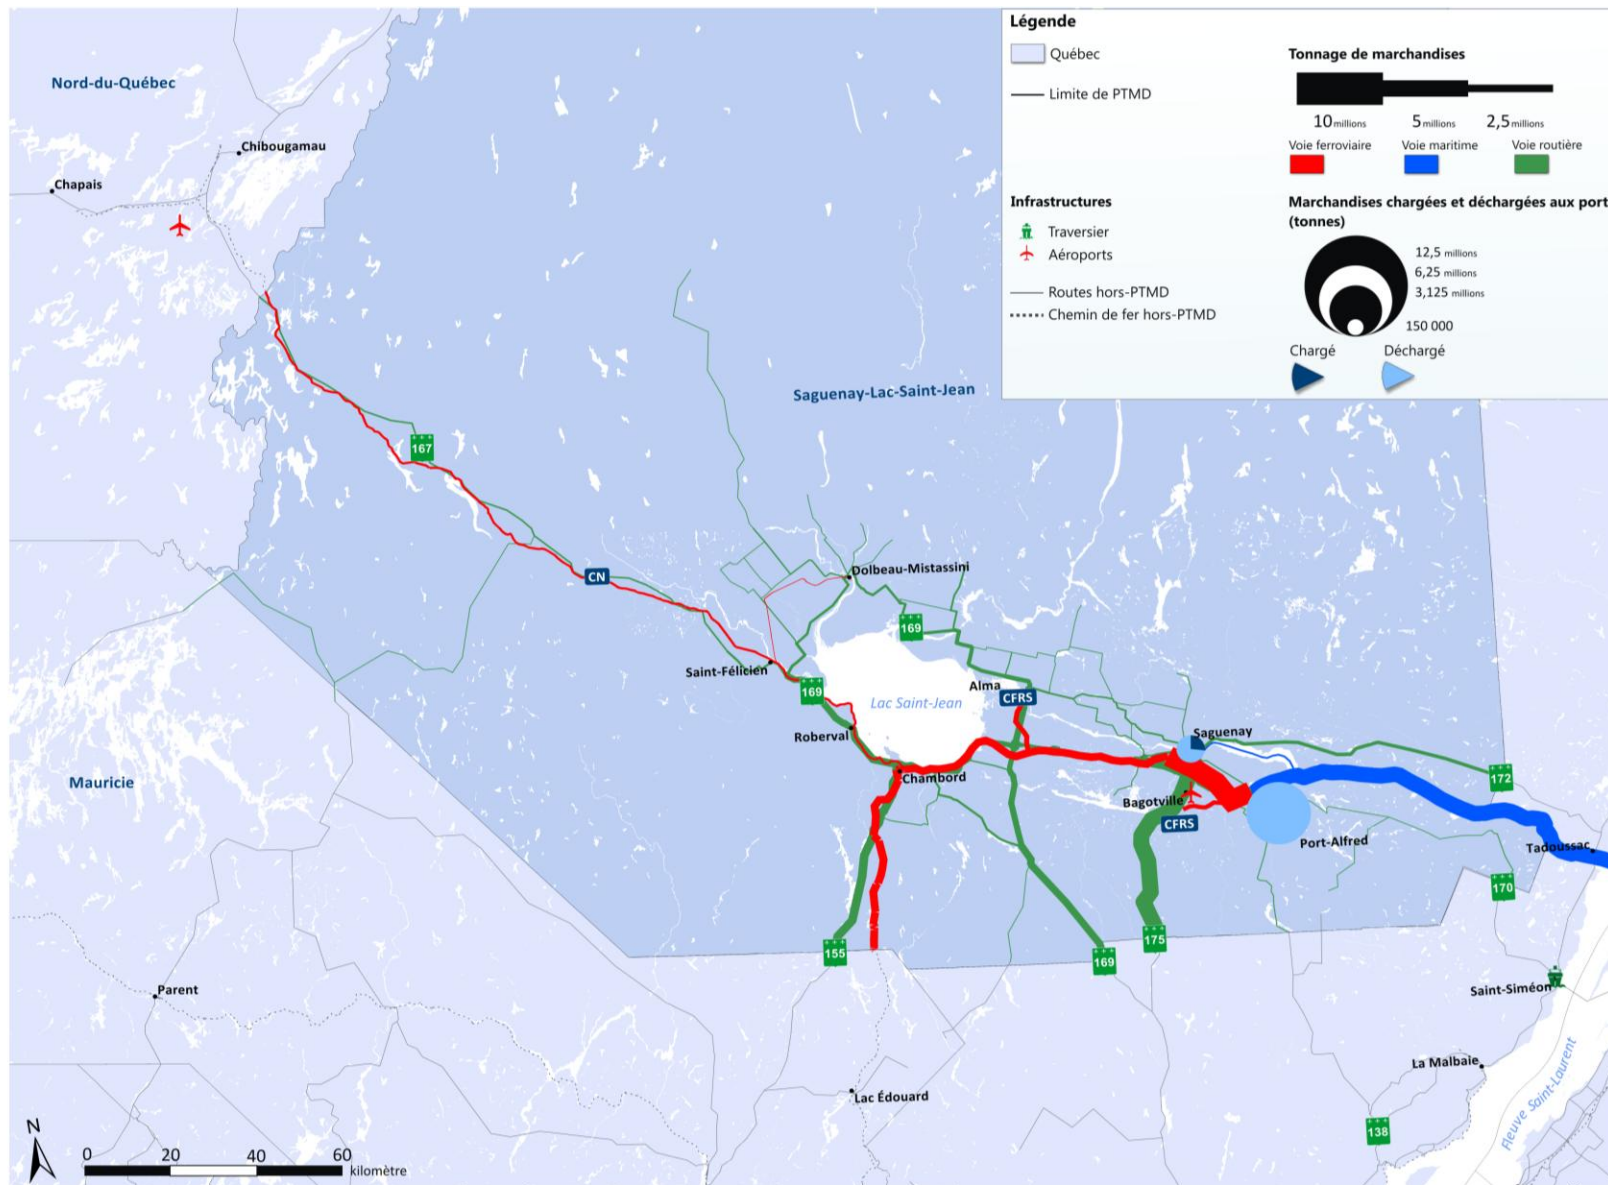 Légende
Québec
Limite de PTMD
Tonnage de marchandises
10 millions 5 millions 2,5 millions
Voie ferroviaire Voie maritime Voie routière
Infrastructures
Traversier
Aéroports
Routes hors-PTMD
Chemin de fer hors-PTMD
Marchandises chargées et déchargées aux port
(tonnes)
12,5 millions
6,25 millions
3,125 millions
150 000
Chargé Déchargé
Nord-du-Québec
Chibougamau
Chapais
Saguenay-Lac-Saint-Jean
167
CN
Dolbeau-Mistassini
169
Saint-Félicien
169
Lac Saint-Jean
Alma
CFRS
Roberval
Saguenay
Chambord
Mauricie
172
Bagotville
CFRS
Port-Alfred
Tadoussac
170
155
169
175
Parent
Saint-Siméon
La Malbaie
Lac Édouard
Fleuve Saint-Laurent
138
N
0 20 40 60
kilomètre